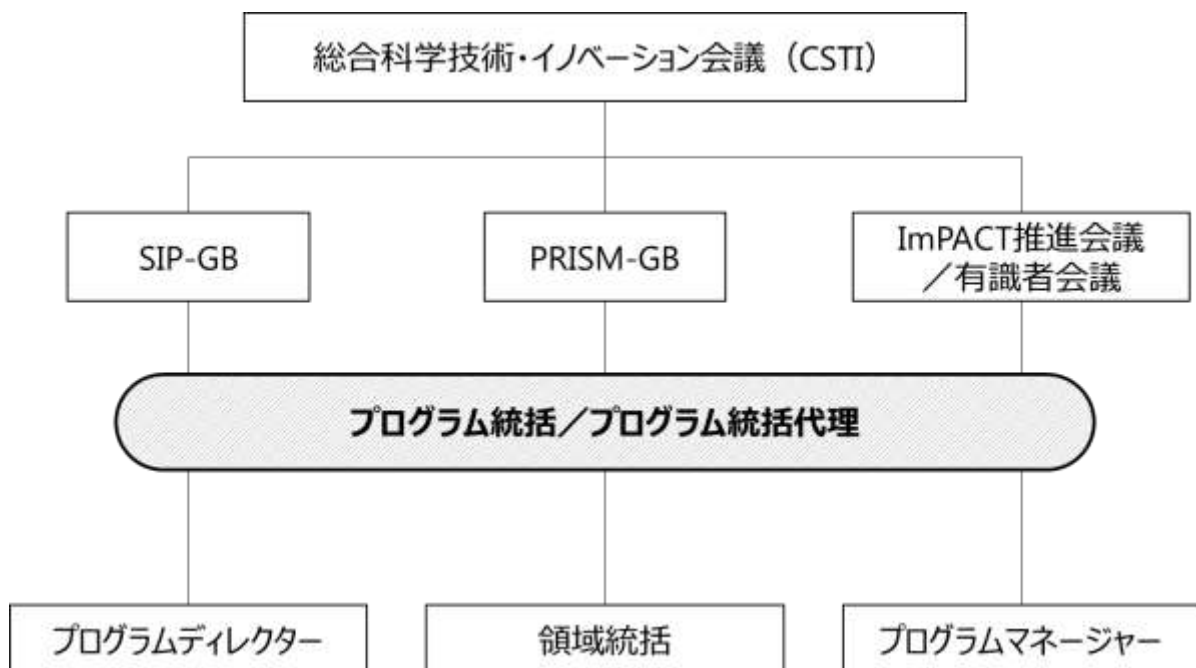 総合科学技術・イノベーション会議（CSTI）
SIP-GB
PRISM-GB
ImPACT推進会議
／有識者会議
プログラム統括／プログラム統括代理
プログラムディレクター
領域統括
プログラムマネージャー